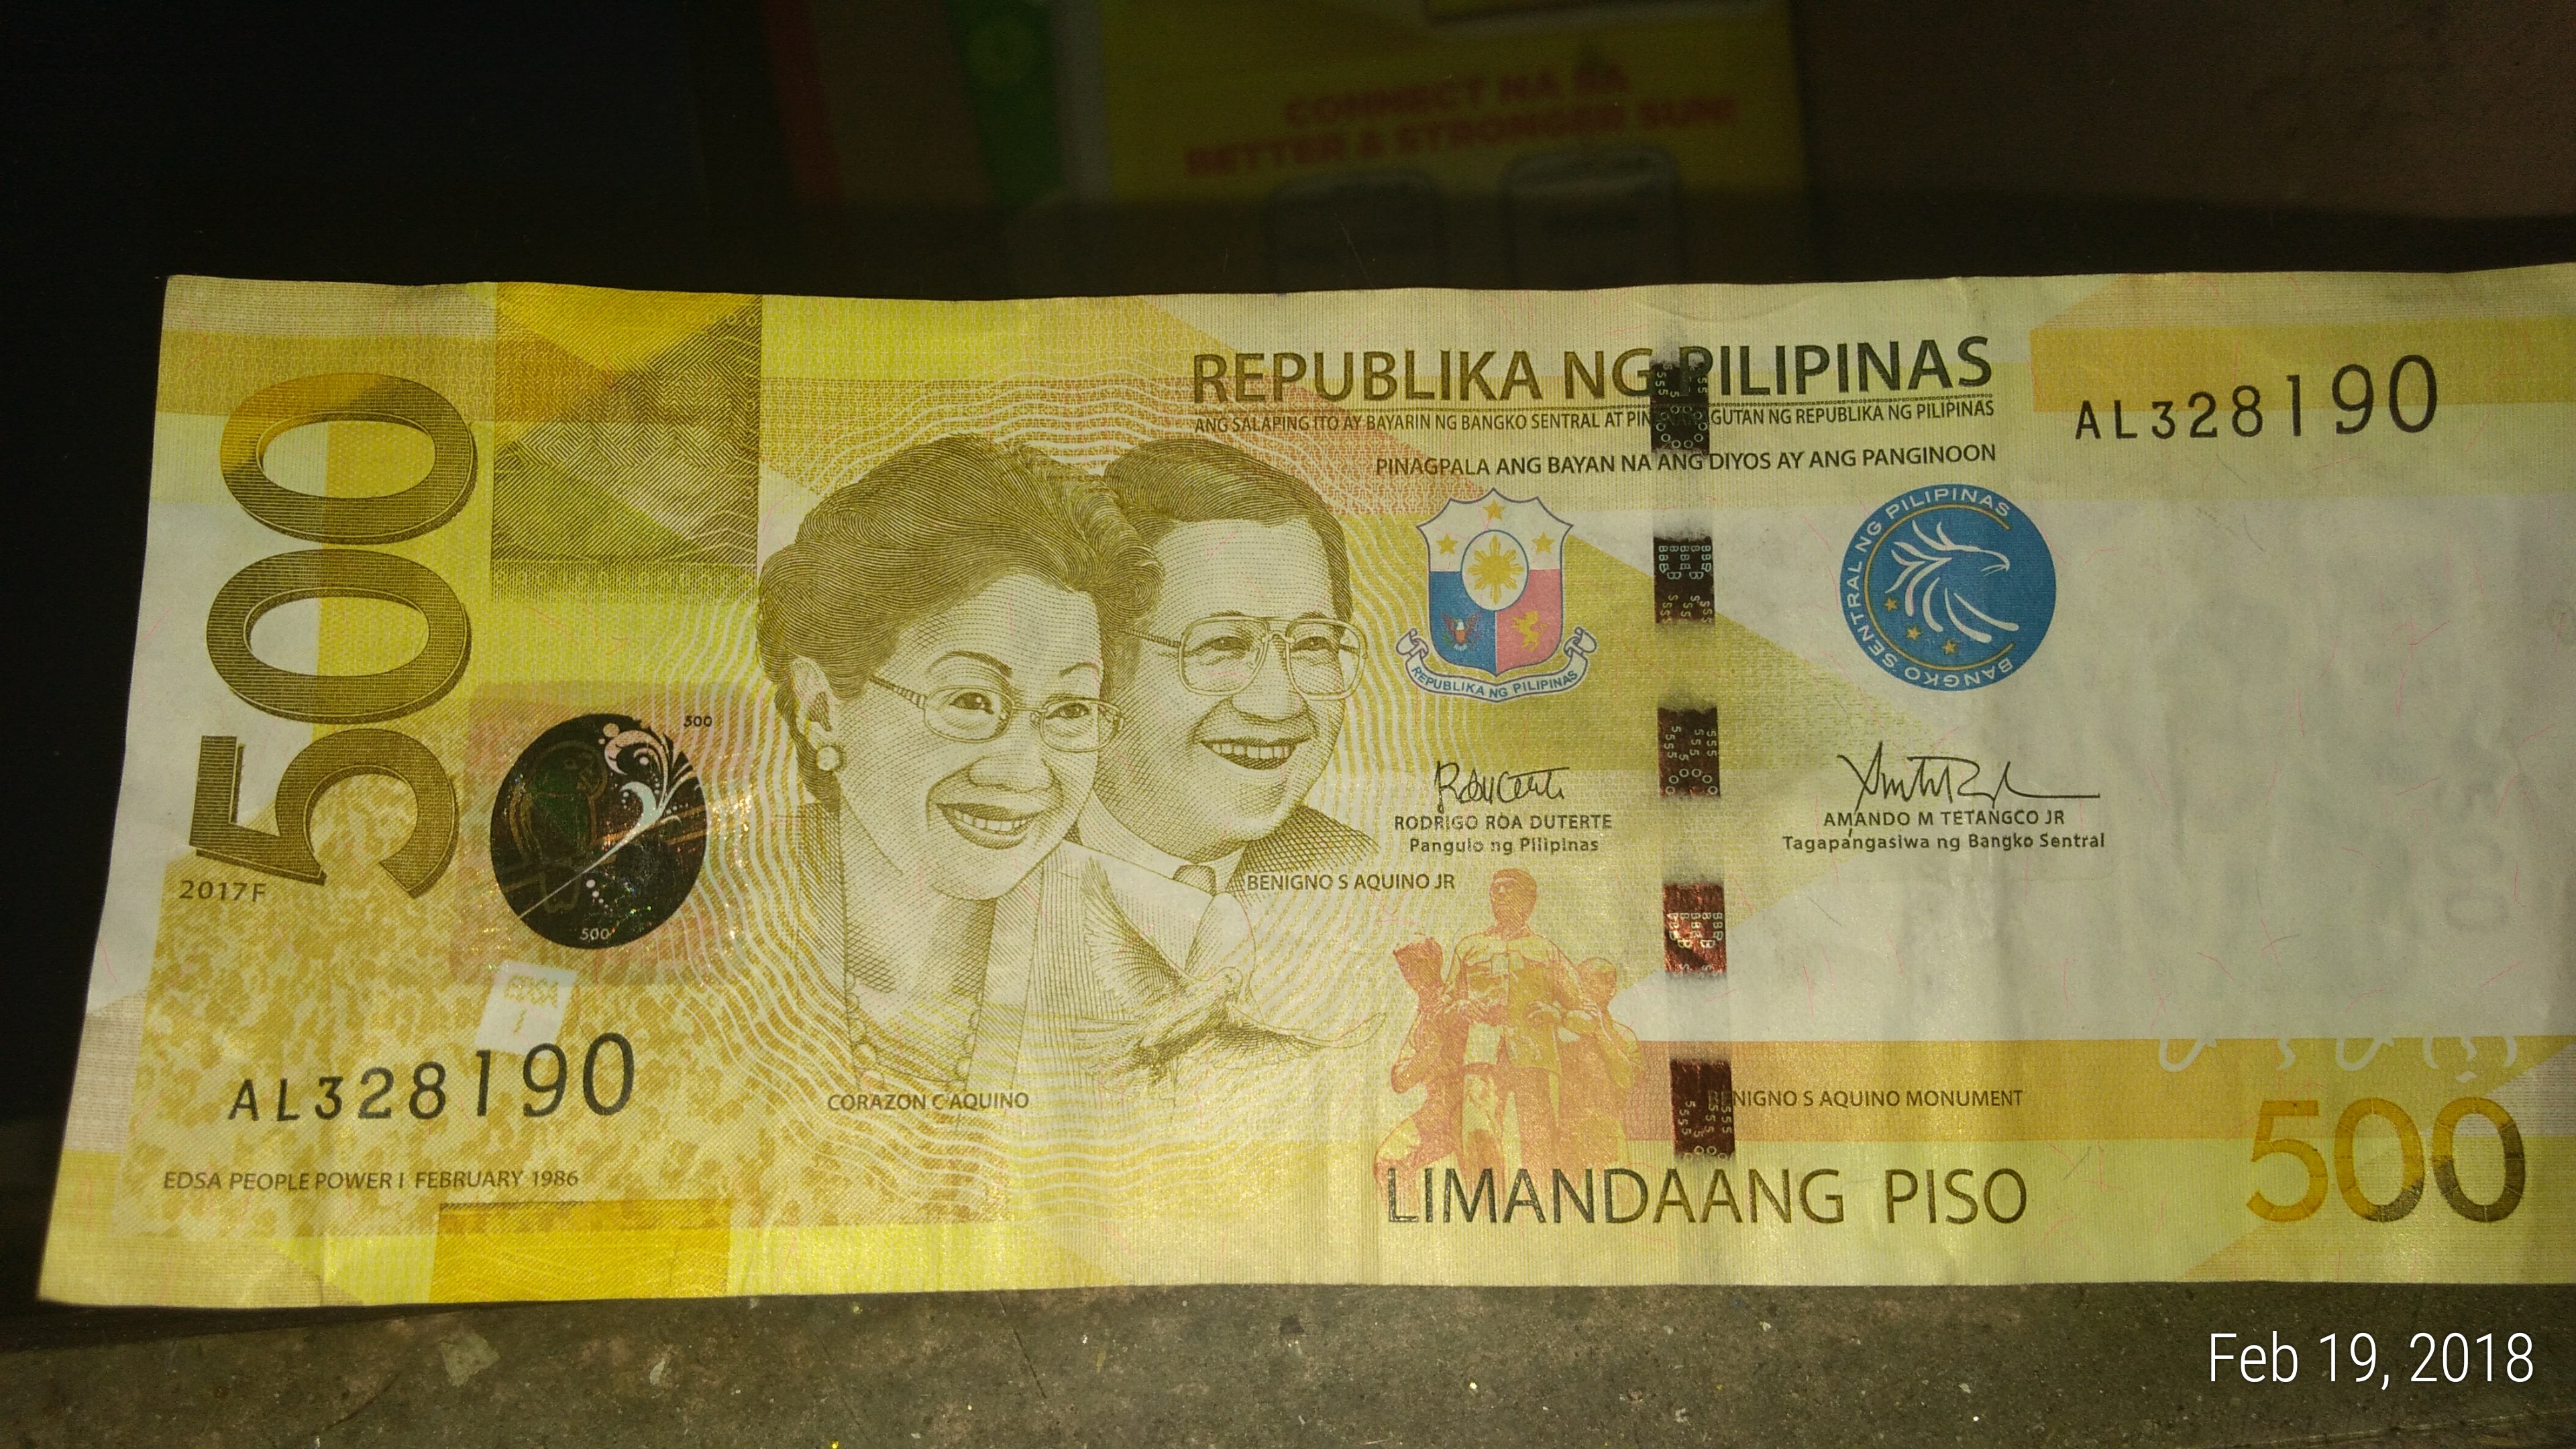 CONNECT NA SA
BETTER & STRONGER SUN!
500
REPUBLIKA NG PILIPINAS
ANG SALAPING ITO AY BAYARIN NG BANGKO SENTRAL AT GUTAN NG REPUBLIKA NG PILIPINAS
PINAGPALA ANG BAYAN NA ANG DIYOS AY ANG PANGINOON
AL328190
REPUBLIKA NG PILIPINAS
BANGKO SENTRAL NG PILIPINAS
500
500
2017F
RODRIGO ROA DUTERTE
Pangulo ng Pilipinas
AMANDO M TETANGCO JR
Tagapangasiwa ng Bangko Sentral
BENIGNO S AQUINO JR
EDSA
I
AL328190
CORAZON C AQUINO
BENIGNO S AQUINO MONUMENT
EDSA PEOPLE POWER I FEBRUARY 1986
LIMANDAANG PISO
500
Feb 19, 2018